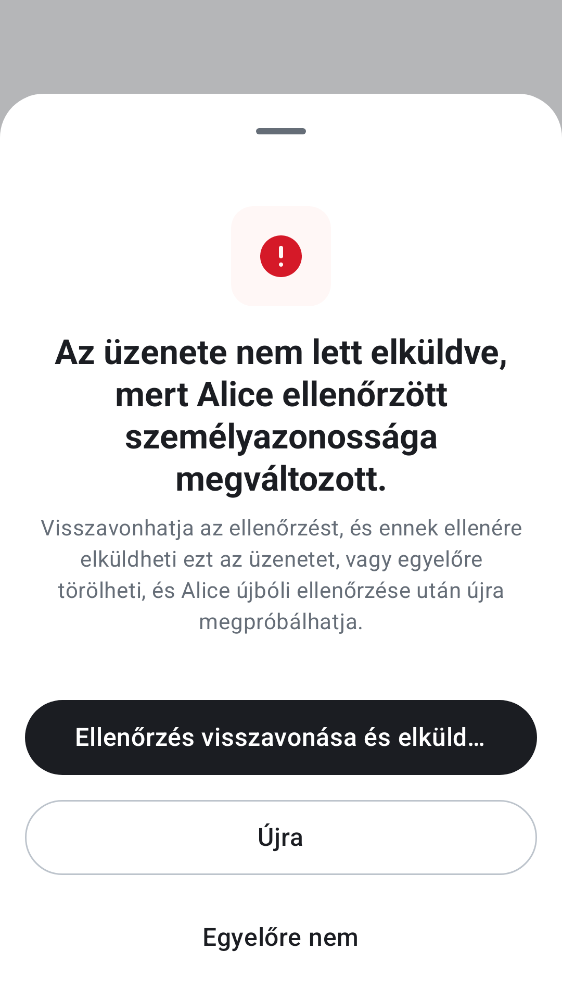 Az üzenete nem lett elküldve,
mert Alice ellenőrzött
személyazonossága
megváltozott.
Visszavonhatja az ellenőrzést, és ennek ellenére
elküldheti ezt az üzenetet, vagy egyelőre
törölheti, és Alice újbóli ellenőrzése után újra
megpróbálhatja.
Ellenőrzés visszavonása és elküld…
Újra
Egyelőre nem